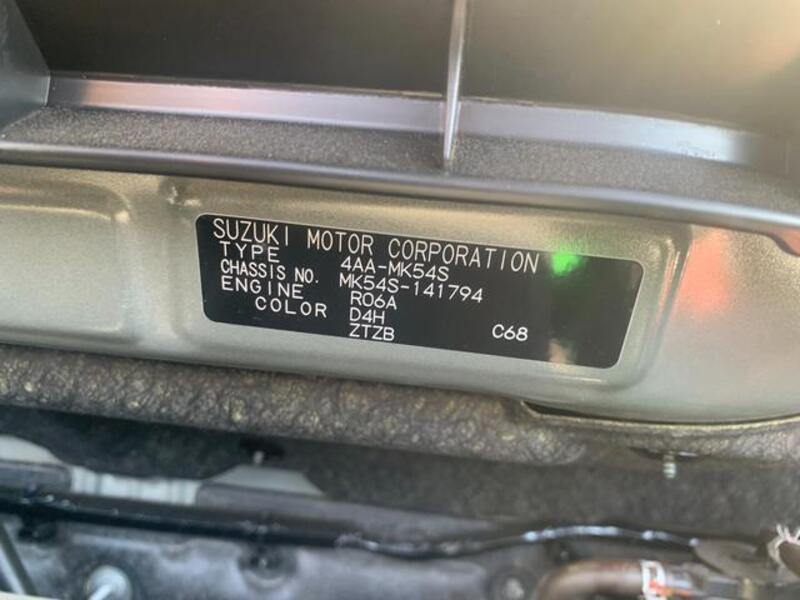 SUZUKI MOTOR CORPORATION
TYPE 4AA-MK54S
CHASSIS NO. MK54S-141794
ENGINE R06A
COLOR D4H
ZTZB C68